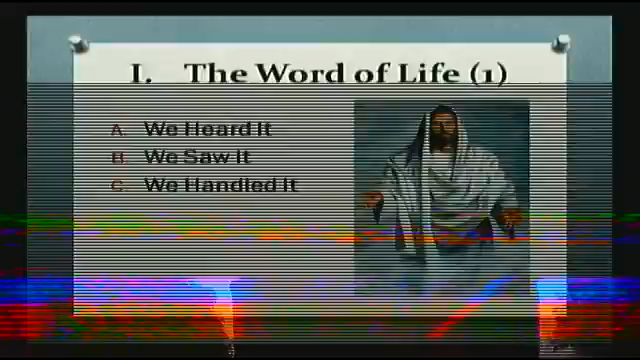 I. The Word of Life (1)
A. We Heard It
B. We Saw It
C. We Handled It